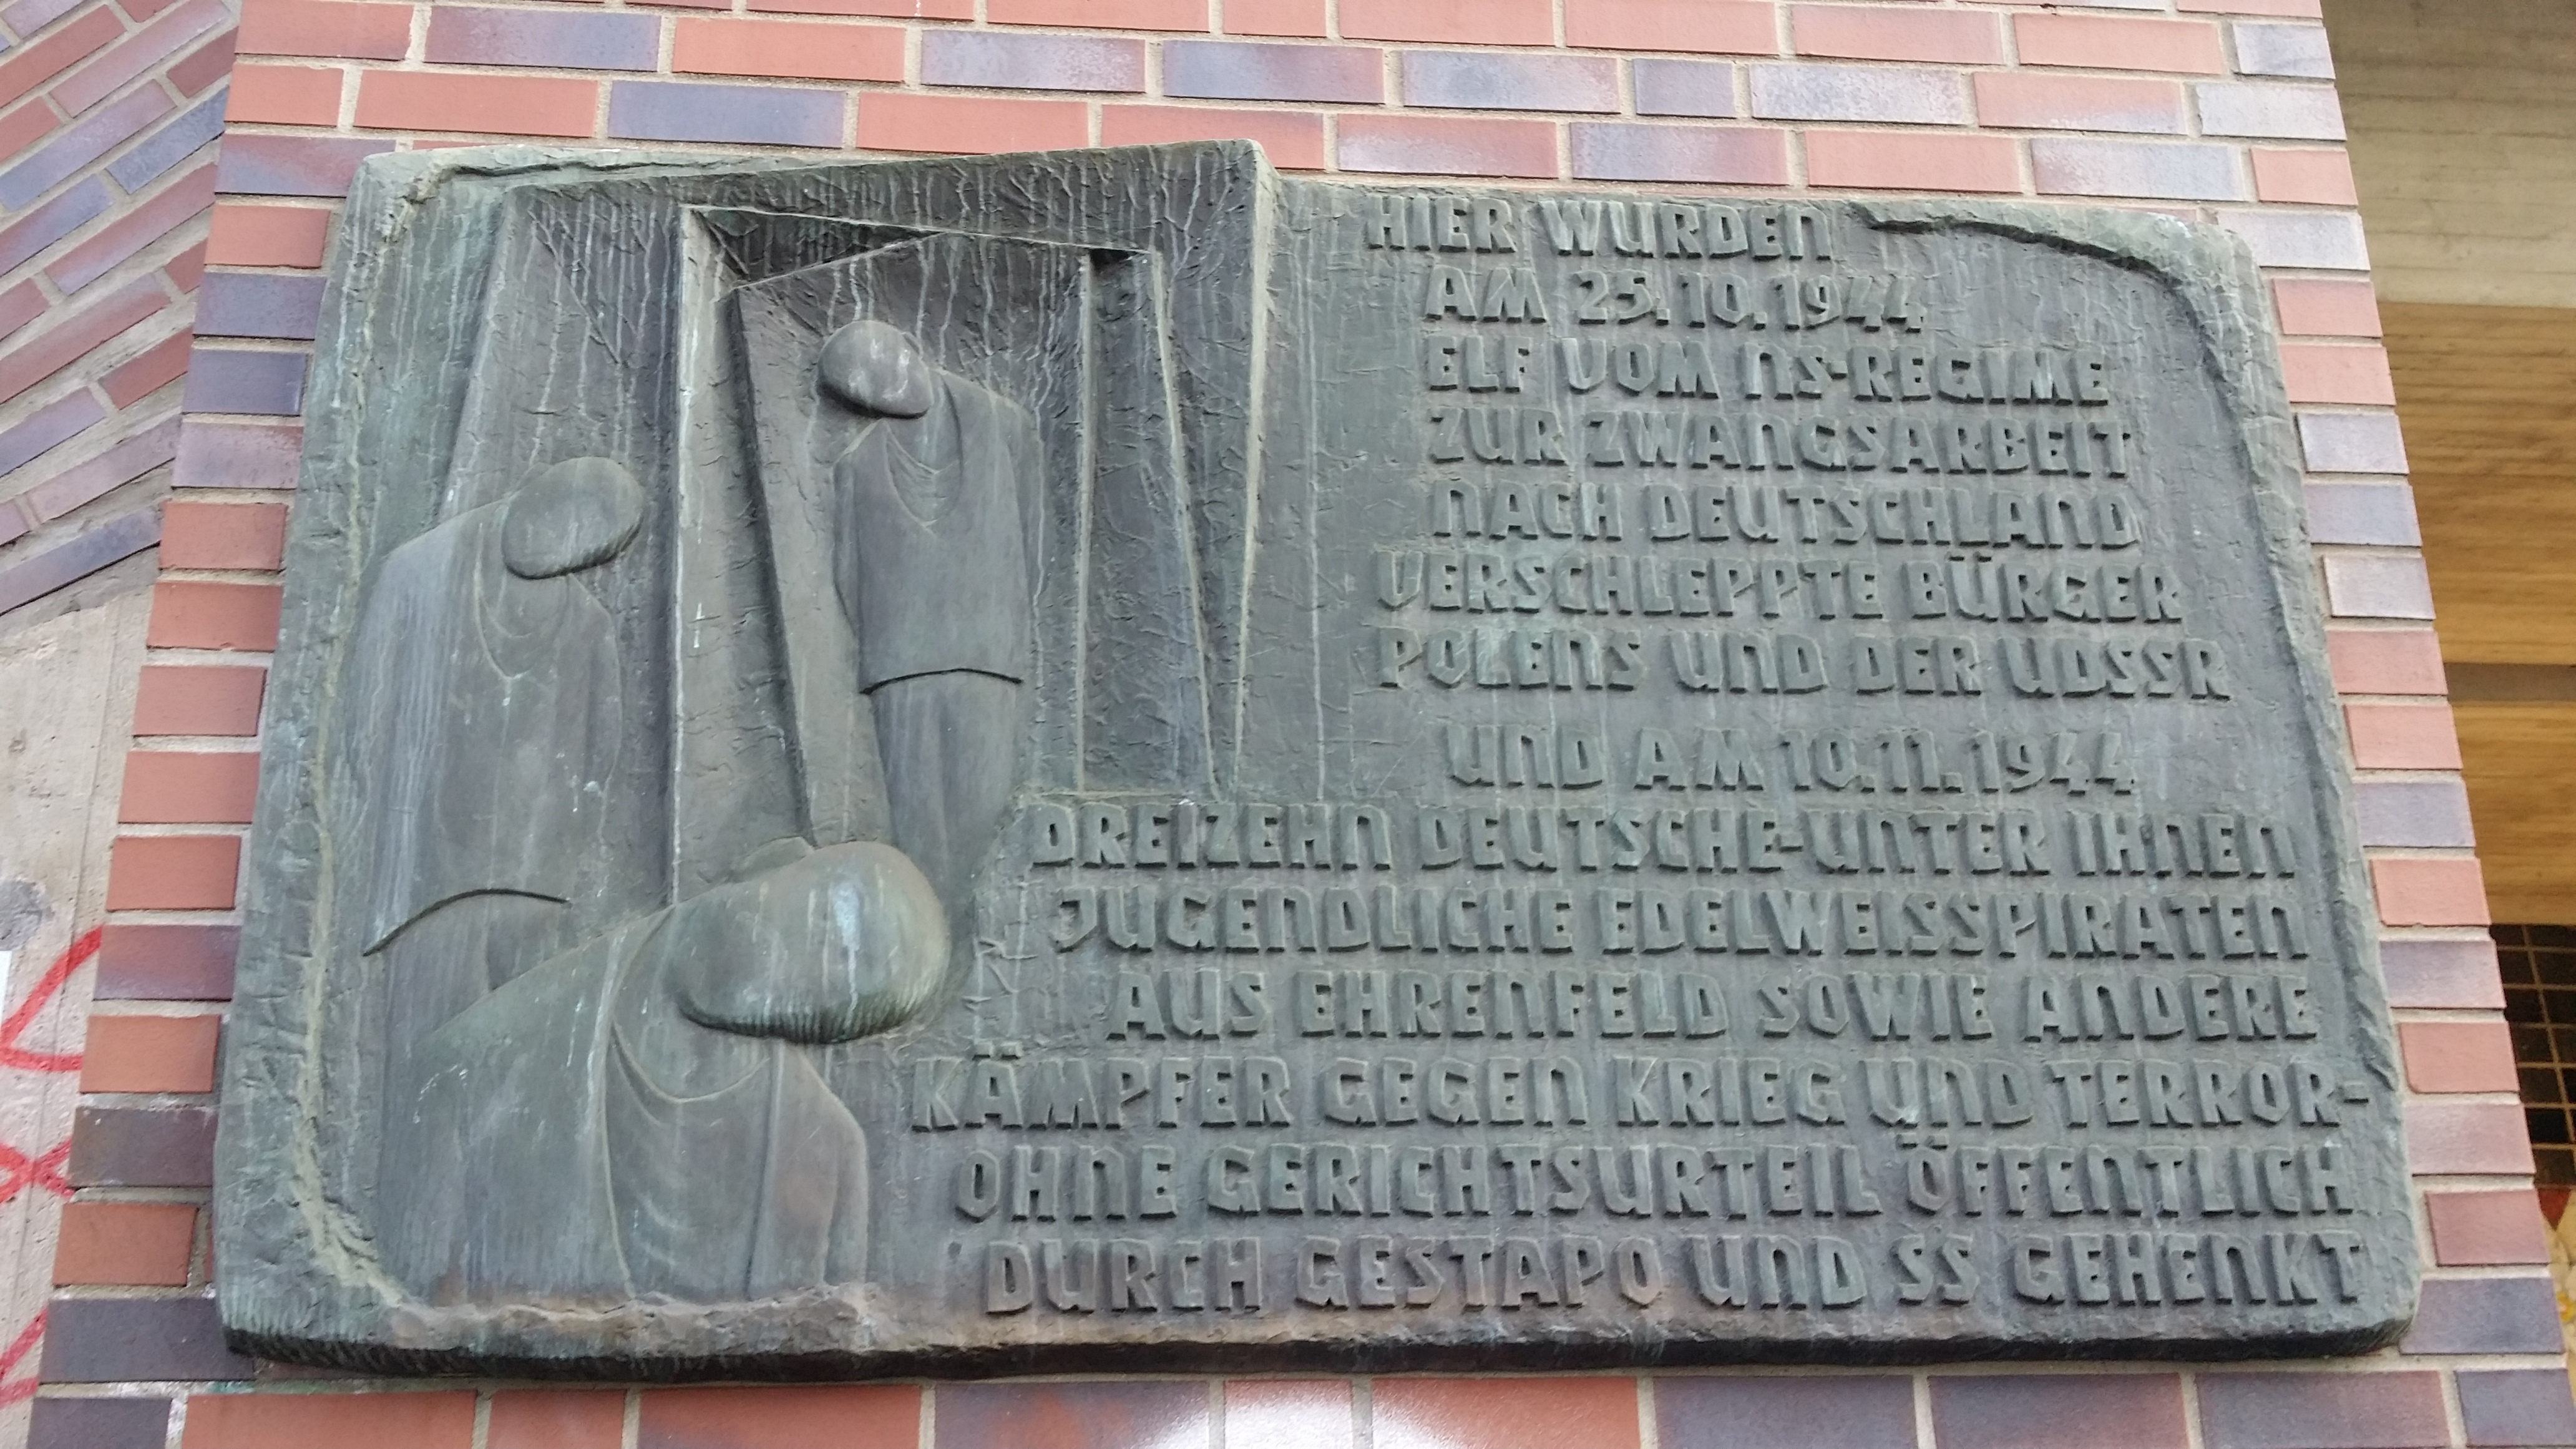 HIER WURDEN
AM 25.10.1944
ELF VOM NS-REGIME
ZUR ZWANGSARBEIT
NACH DEUTSCHLAND
VERSCHLEPPTE BÜRGER
POLENS UND DER UDSSR
UND AM 10.11.1944
DREIZEHN DEUTSCHE-UNTER IHNEN
JUGENDLICHE EDELWEISSPIRATEN
AUS EHRENFELD SOWIE ANDERE
KÄMPFER GEGEN KRIEG UND TERROR-
OHNE GERICHTSURTEIL ÖFFENTLICH
DURCH GESTAPO UND SS GEHENKT